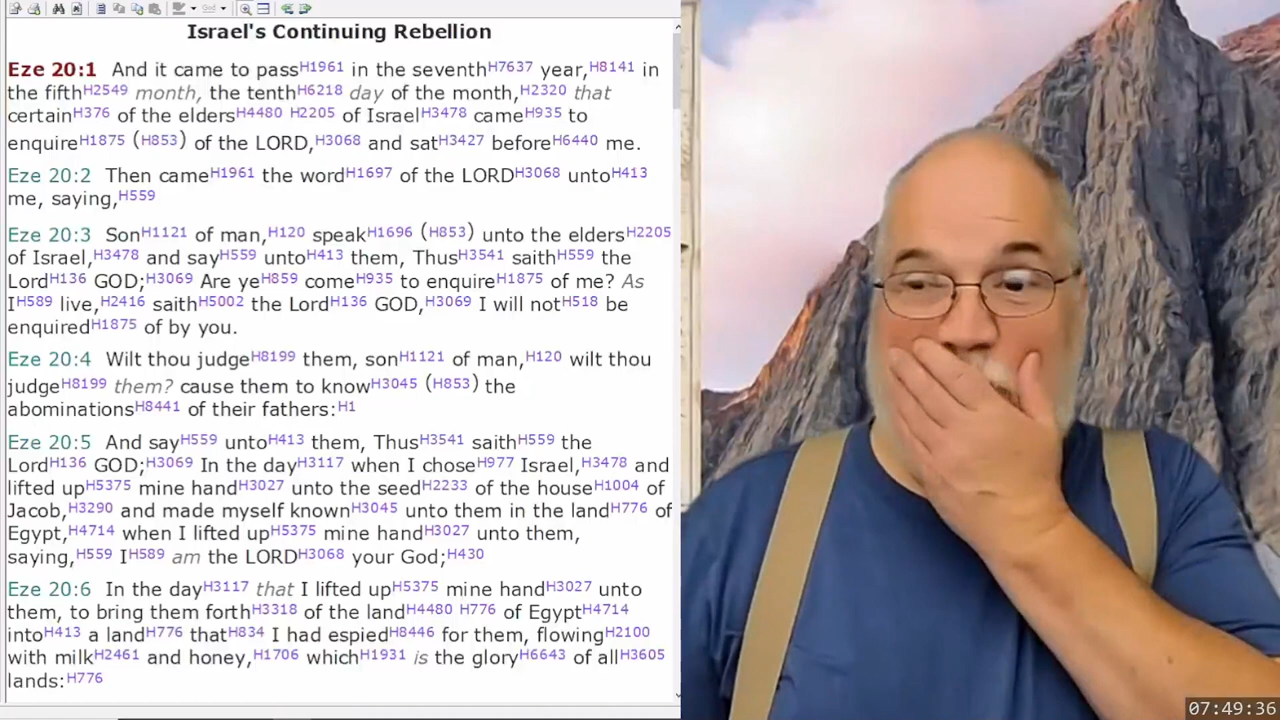 Israel's Continuing Rebellion
Eze 20:1 And it came to passH1961 in the seventhH7637 year,H8141 in
the fifthH2549 month, the tenthH6218 day of the month,H2320 that
certainH376 of the eldersH4480 H2205 of IsraelH3478 cameH935 to
enquireH1875 (H853) of the LORD,H3068 and satH3427 beforeH6440 me.
Eze 20:2 Then cameH1961 the wordH1697 of the LORDH3068 untoH413
me, saying,H559
Eze 20:3 SonH1121 of man,H120 speakH1696 (H853) unto the eldersH2205
of Israel,H3478 and sayH559 untoH413 them, ThusH3541 saithH559 the
LordH136 GOD;H3069 Are yeH859 comeH935 to enquireH1875 of me? As
IH589 live,H2416 saithH5002 the LordH136 GOD,H3069 I will notH518 be
enquiredH1875 of by you.
Eze 20:4 Wilt thou judgeH8199 them, sonH1121 of man,H120 wilt thou
judgeH8199 them? cause them to knowH3045 (H853) the
abominationsH8441 of their fathers:H1
Eze 20:5 And sayH559 untoH413 them, ThusH3541 saithH559 the
LordH136 GOD;H3069 In the dayH3117 when I choseH977 Israel,H3478 and
lifted upH5375 mine handH3027 unto the seedH2233 of the houseH1004 of
Jacob,H3290 and made myself knownH3045 unto them in the landH776 of
Egypt,H4714 when I lifted upH5375 mine handH3027 unto them,
saying,H559 IH589 am the LORDH3068 your God;H430
Eze 20:6 In the dayH3117 that I lifted upH5375 mine handH3027 unto
them, to bring them forthH3318 of the landH4480 H776 of EgyptH4714
intoH413 a landH776 thatH834 I had espiedH8446 for them, flowingH2100
with milkH2461 and honey,H1706 whichH1931 is the gloryH6643 of allH3605
lands:H776
07:49:36